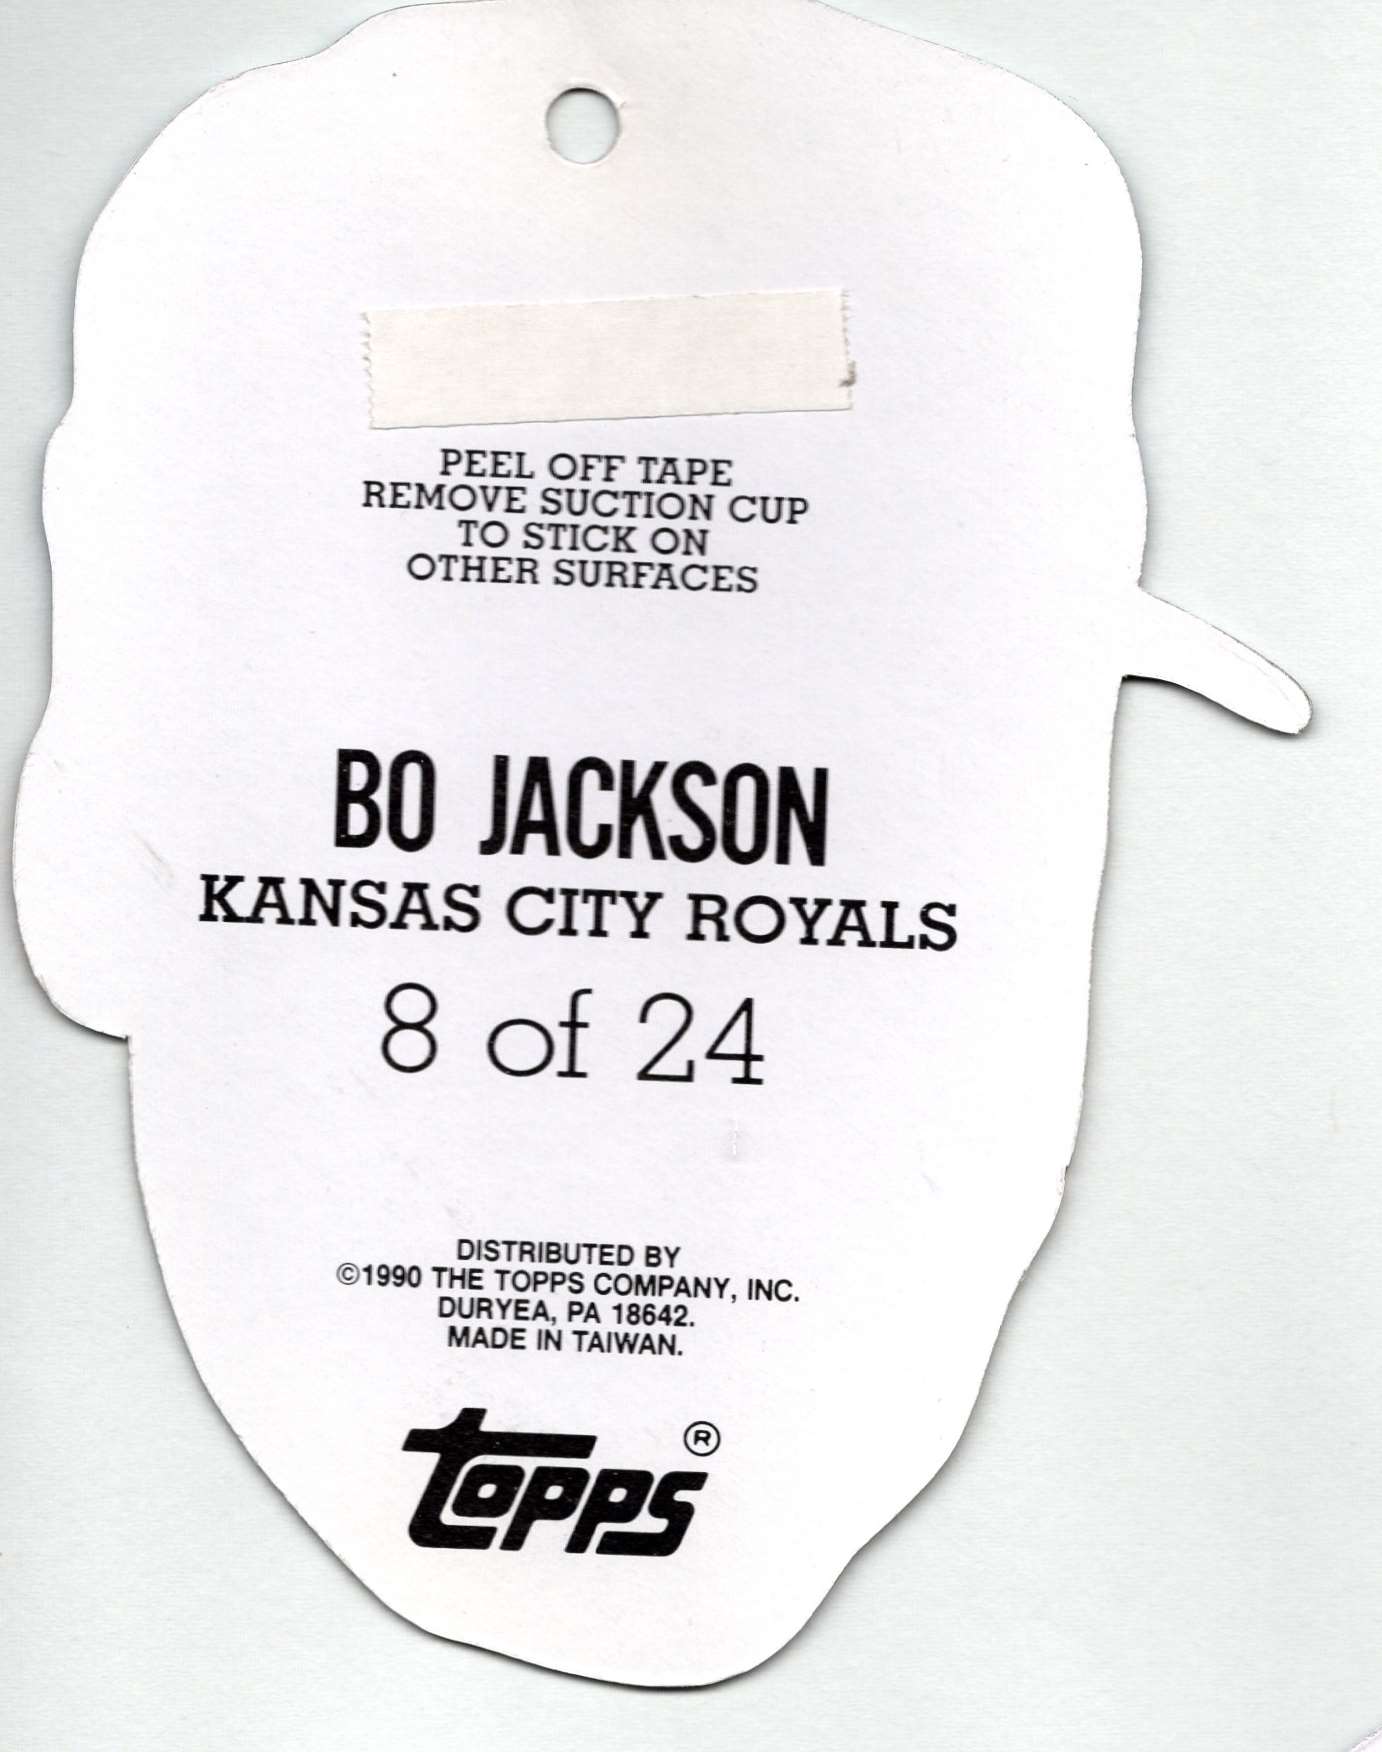 PEEL OFF TAPE
REMOVE SUCTION CUP
TO STICK ON
OTHER SURFACES
BO JACKSON
KANSAS CITY ROYALS
8 of 24
DISTRIBUTED BY
©1990 THE TOPPS COMPANY, INC.
DURYEA, PA 18642.
MADE IN TAIWAN.
topps®